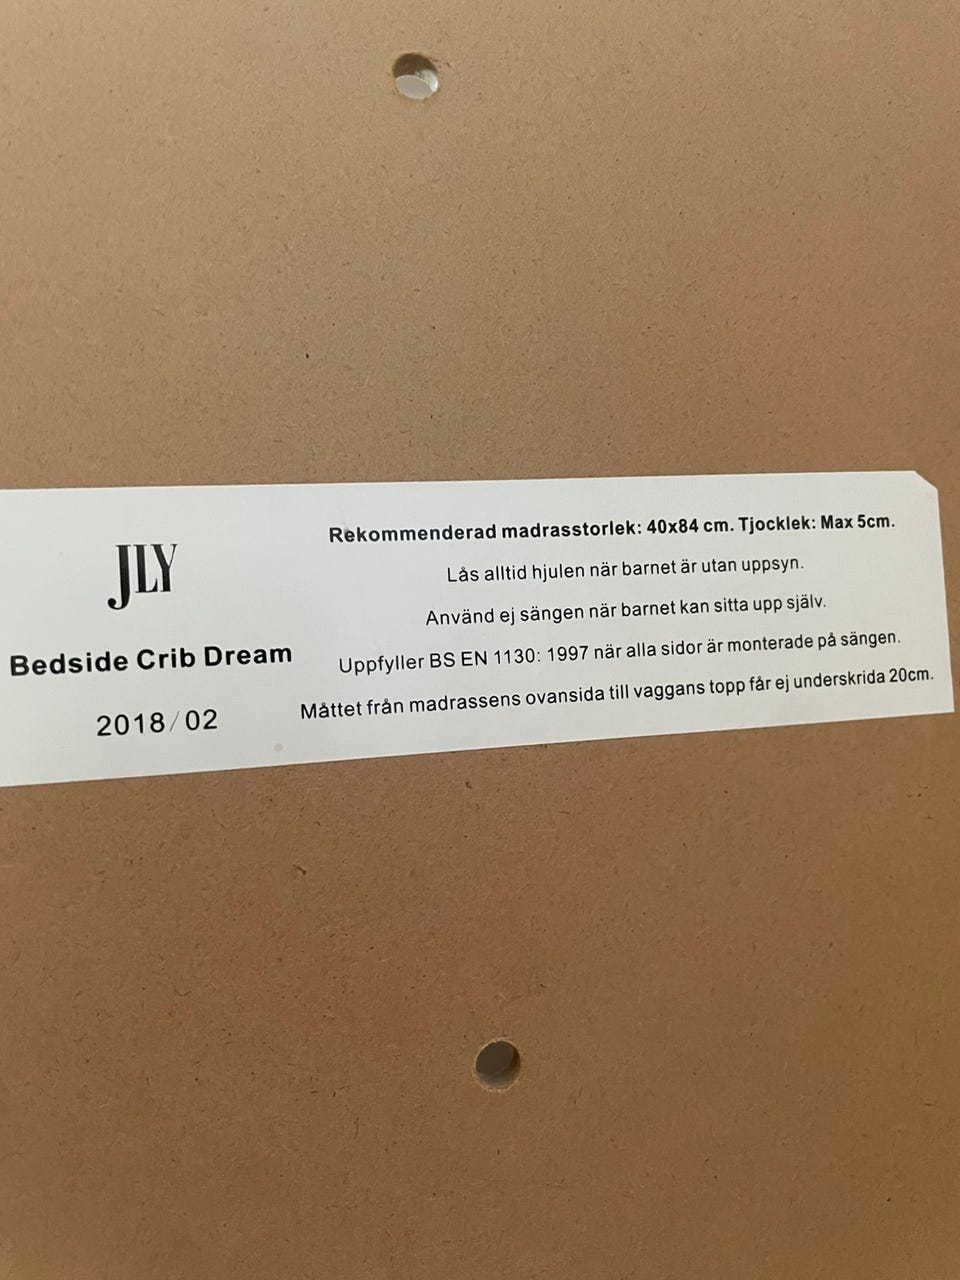 JLY
Bedside Crib Dream
2018/02
Rekommenderad madrasstorlek: 40x84 cm. Tjocklek: Max 5cm.
Lås alltid hjulen när barnet är utan uppsyn.
Använd ej sängen när barnet kan sitta upp själv.
Uppfyller BS EN 1130: 1997 när alla sidor är monterade på sängen.
Måttet från madrassens ovansida till vaggans topp får ej underskrida 20cm.